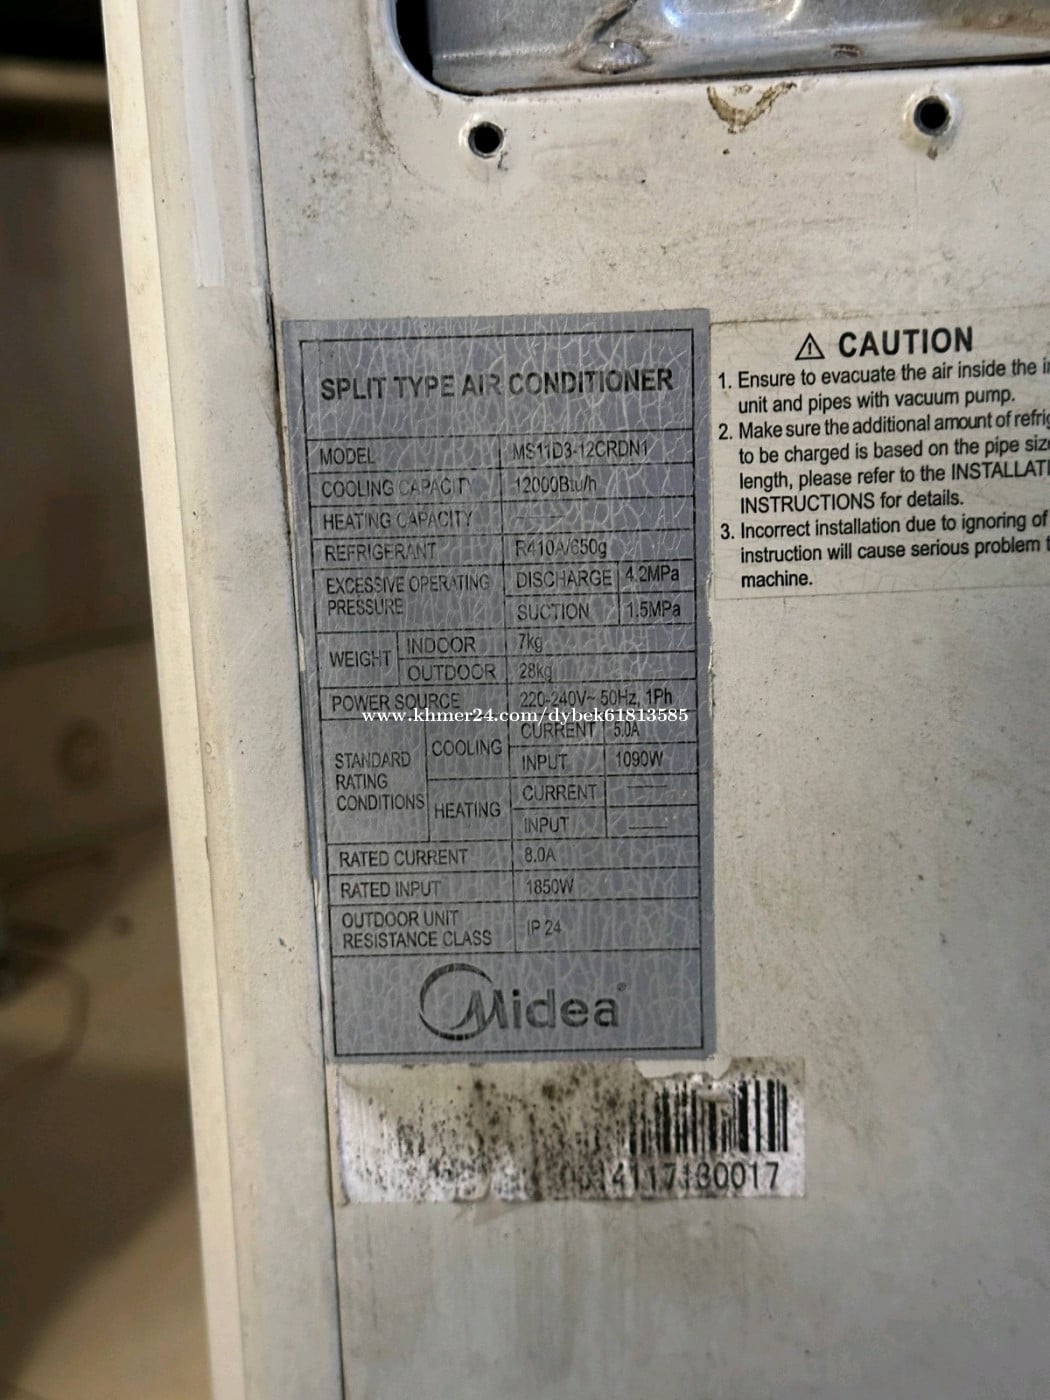 SPLIT TYPE AIR CONDITIONER
MODEL MS11D3-12CRDN1
COOLING CAPACITY 12000Btu/h
HEATING CAPACITY
REFRIGERANT R410A/650g
EXCESSIVE OPERATING PRESSURE DISCHARGE 4.2MPa
SUCTION 1.5MPa
WEIGHT INDOOR 7kg
OUTDOOR 28kg
POWER SOURCE 220-240V~ 50Hz, 1Ph
www.khmer24.com/dybek61813585
STANDARD RATING CONDITIONS COOLING CURRENT 5.0A
INPUT 1090W
HEATING CURRENT
INPUT
RATED CURRENT 8.0A
RATED INPUT 1850W
OUTDOOR UNIT
RESISTANCE CLASS IP 24
Midea
CAUTION
1. Ensure to evacuate the air inside the
unit and pipes with vacuum pump.
2. Make sure the additional amount of
to be charged is based on the pipe
length, please refer to the
INSTRUCTIONS for details.
3. Incorrect installation due to ignoring of
instruction will cause serious problem
machine.
4117130017